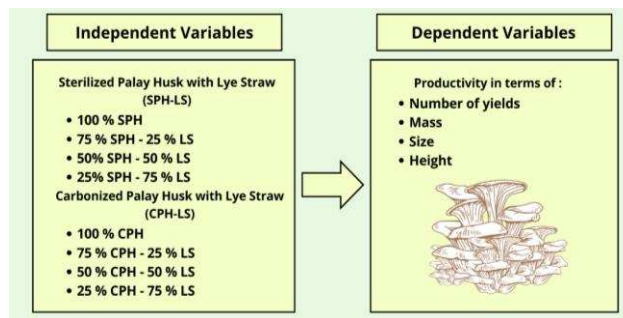 Independent Variables
Sterilized Palay Husk with Lye Straw
(SPH-LS)
• 100 % SPH
• 75 % SPH - 25 % LS
• 50% SPH - 50 % LS
• 25% SPH - 75 % LS
Carbonized Palay Husk with Lye Straw
(CPH-LS)
• 100 % CPH
• 75 % CPH - 25 % LS
• 50 % CPH - 50 % LS
• 25 % CPH - 75 % LS
Dependent Variables
Productivity in terms of :
• Number of yields
• Mass
• Size
• Height